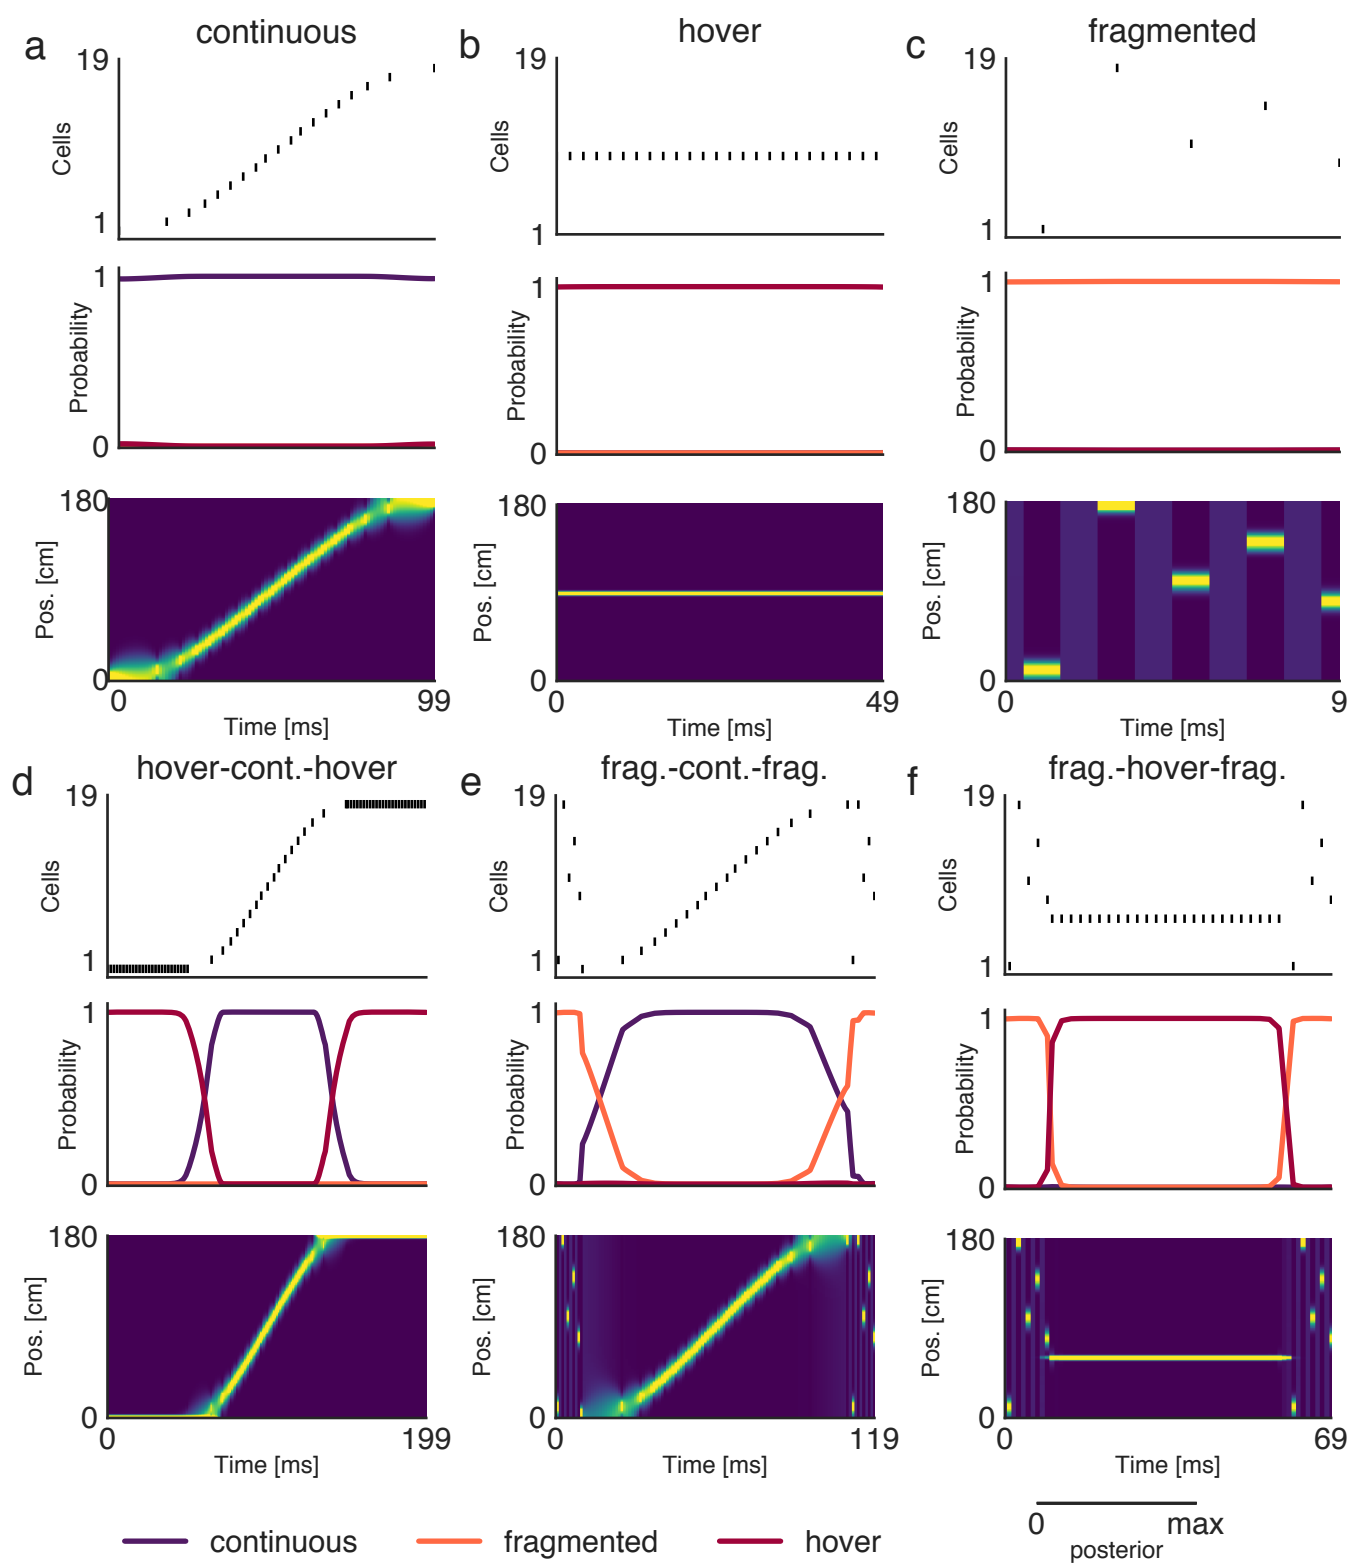 a
continuous
19
Cells
1
1
Probability
0
180
Pos. [cm]
0
0
99
Time [ms]
b
hover
19
Cells
1
1
Probability
0
180
Pos. [cm]
0
0
49
Time [ms]
c
fragmented
19
Cells
1
1
Probability
0
180
Pos. [cm]
0
0
9
Time [ms]
d
hover-cont.-hover
19
Cells
1
1
Probability
0
180
Pos. [cm]
0
0
199
Time [ms]
e
frag.-cont.-frag.
19
Cells
1
1
Probability
0
180
Pos. [cm]
0
0
119
Time [ms]
f
frag.-hover-frag.
19
Cells
1
1
Probability
0
180
Pos. [cm]
0
0
69
Time [ms]
continuous
fragmented
hover
0
max
posterior